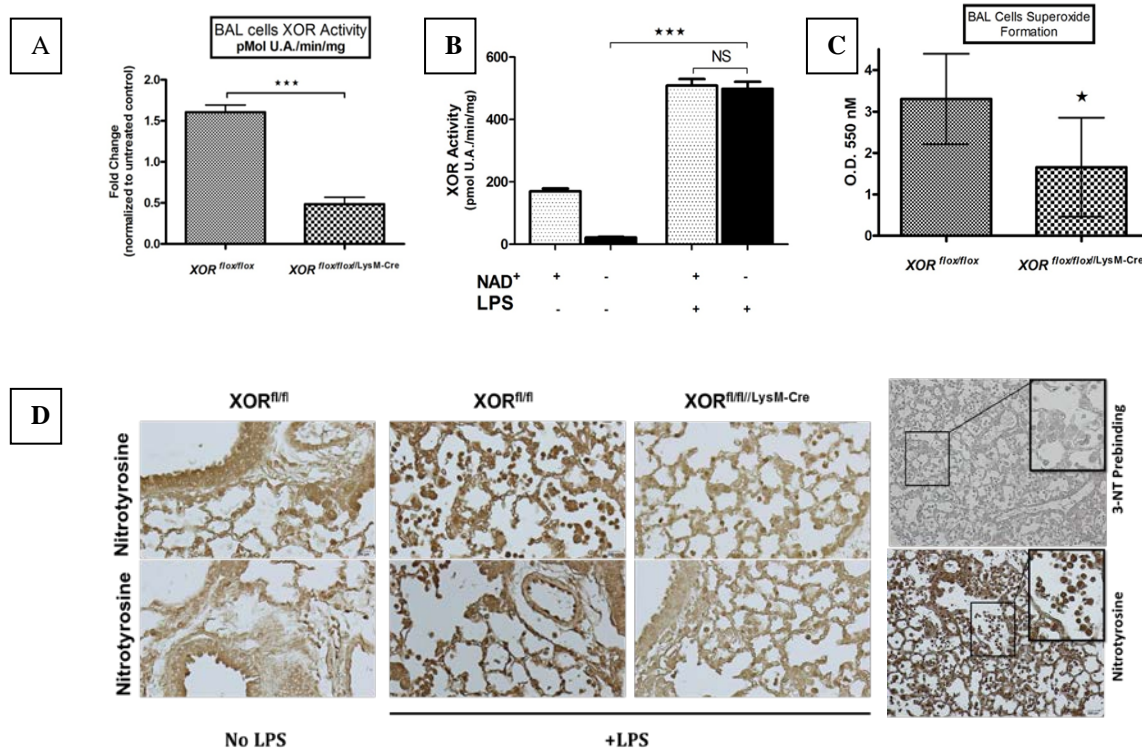 A
BAL cells XOR Activity
pMol U.A./min/mg
Fold Change
(normalized to untreated control)
2.0
1.5
1.0
0.5
0.0
★★★
XOR flox/flox
XOR flox/flox//LysM-Cre
B
XOR Activity
(pmol U.A./min/mg)
600
400
200
0
★★★
NS
NAD+ + - + -
LPS - - + +
C
BAL Cells Superoxide
Formation
O.D. 550 nM
4
3
2
1
0
★
XOR flox/flox
XOR flox/flox//LysM-Cre
D
XORfl/fl
XORfl/fl
XORfl/fl//LysM-Cre
Nitrotyrosine
Nitrotyrosine
3-NT Prebinding
Nitrotyrosine
No LPS
+LPS